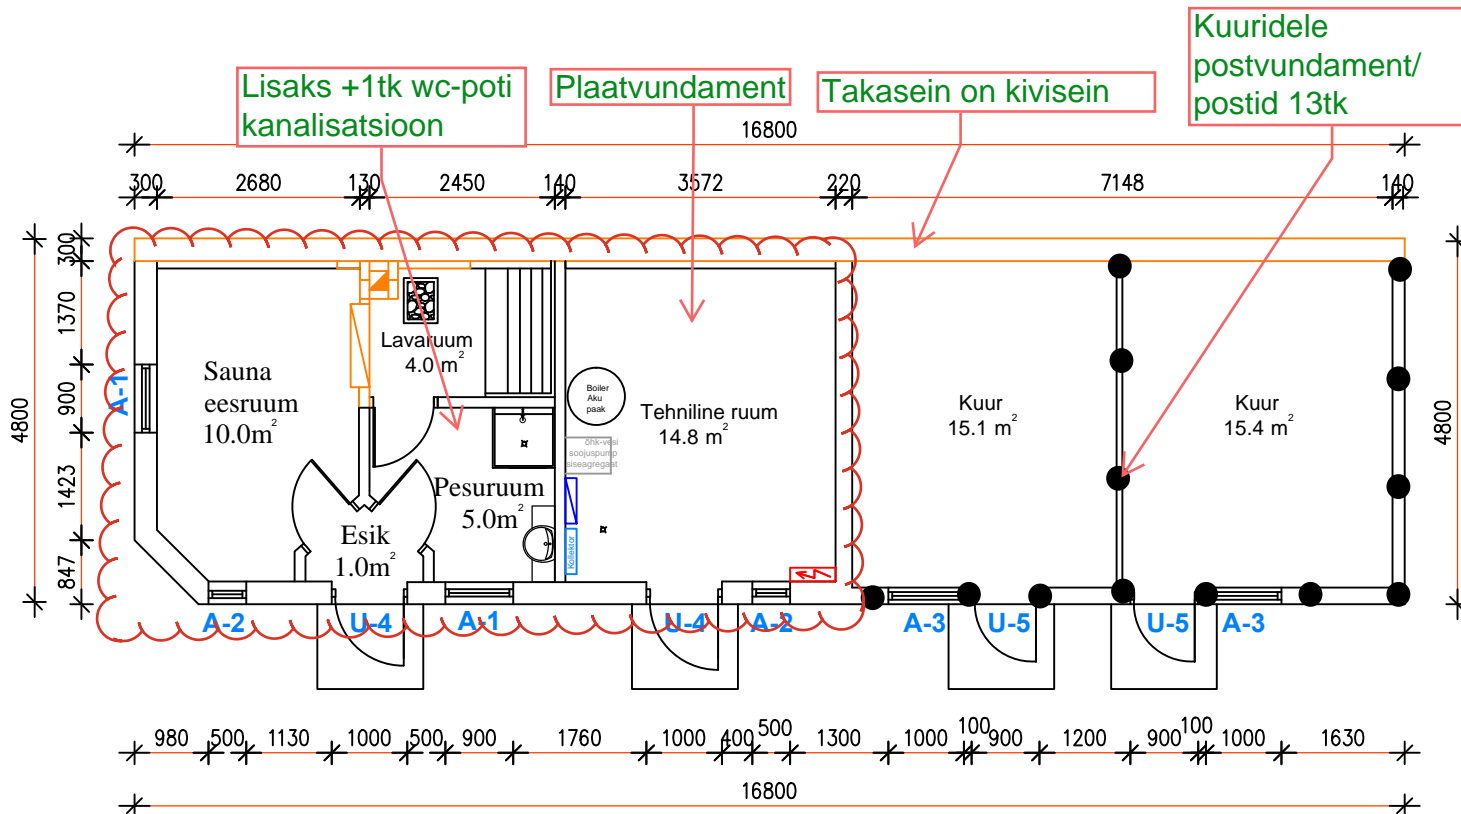 Kuuridele
postvundament/
postid 13tk
Lisaks +1tk wc-poti
kanalisatsioon
Plaatvundament
Takasein on kivisein
16800
300 2680 130 2450 140 3572 220 7148 140
4800
300
1370
900
1423
847
4800
A-1
Sauna
eesruum
10.0m²
Lavaruum
4.0 m²
Boiler
Aku
paak
Tehniline ruum
14.8 m²
õhk-vesi
soojuspump
siseagregaat
Kollektor
Pesuruum
5.0m²
Esik
1.0m²
Kuur
15.1 m²
Kuur
15.4 m²
A-2 U-4 A-1 U-4 A-2 A-3 U-5 U-5 A-3
980 500 1130 1000 500 900 1760 1000 400 500 1300 1000 100 900 1200 900 100 1000 1630
16800